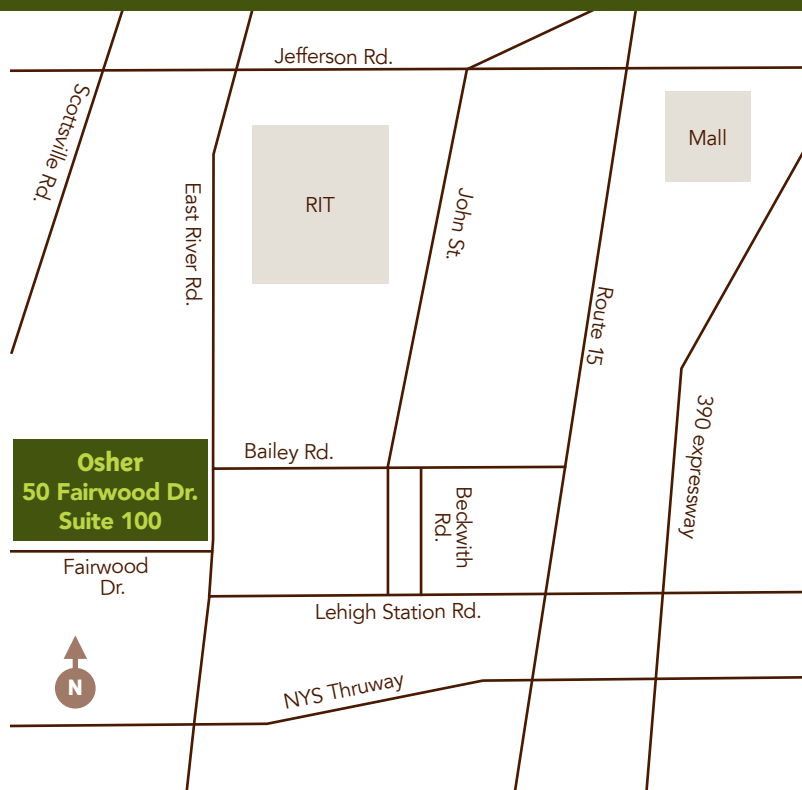 Jefferson Rd.
Scottsville Rd.
Mall
RIT
East River Rd.
John St.
Route 15
390 expressway
Bailey Rd.
Osher
50 Fairwood Dr.
Suite 100
Beckwith
Rd.
Fairwood
Dr.
Lehigh Station Rd.
N
NYS Thruway